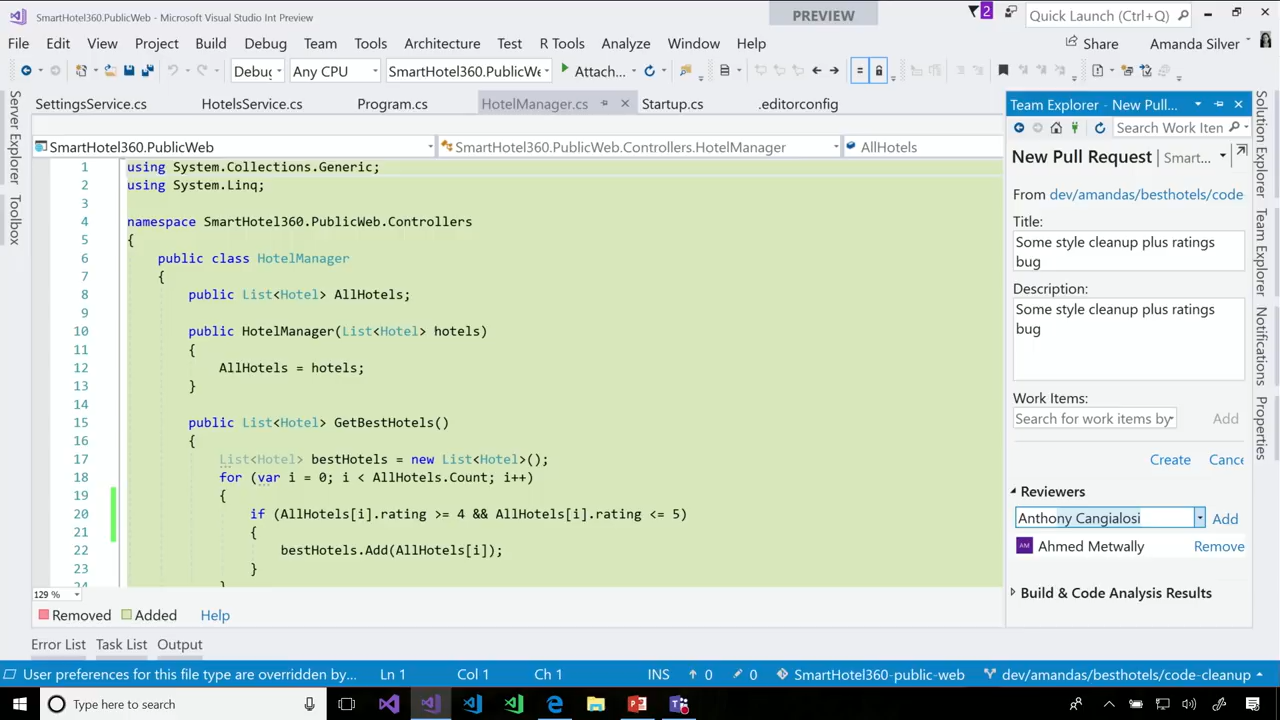 SmartHotel360.PublicWeb - Microsoft Visual Studio Int Preview
PREVIEW
2
Quick Launch (Ctrl+Q)
File Edit View Project Build Debug Team Tools Architecture Test R Tools Analyze Window Help
Share Amanda Silver
Debug Any CPU SmartHotel360.PublicWe Attach...
SettingsService.cs HotelsService.cs Program.cs HotelManager.cs Startup.cs .editorconfig
SmartHotel360.PublicWeb SmartHotel360.PublicWeb.Controllers.HotelManager AllHotels
Server Explorer
Toolbox
1 using System.Collections.Generic;
2 using System.Linq;
3
4 namespace SmartHotel360.PublicWeb.Controllers
5 {
6 public class HotelManager
7 {
8 public List<Hotel> AllHotels;
9
10 public HotelManager(List<Hotel> hotels)
11 {
12 AllHotels = hotels;
13 }
14
15 public List<Hotel> GetBestHotels()
16 {
17 List<Hotel> bestHotels = new List<Hotel>();
18 for (var i = 0; i < AllHotels.Count; i++)
19 {
20 if (AllHotels[i].rating >= 4 && AllHotels[i].rating <= 5)
21 {
22 bestHotels.Add(AllHotels[i]);
23 }
24 }
129 %
Removed Added Help
Team Explorer - New Pull...
Search Work Iten
New Pull Request | Smart...
From dev/amandas/besthotels/code
Title:
Some style cleanup plus ratings
bug
Description:
Some style cleanup plus ratings
bug
Work Items:
Search for work items by Add
Create Cance
Reviewers
Anthony Cangialosi Add
AM Ahmed Metwally Remove
Build & Code Analysis Results
Solution Explorer
Team Explorer
Notifications
Properties
Error List Task List Output
User preferences for this file type are overridden by... Ln 1 Col 1 Ch 1 INS 0 0 SmartHotel360-public-web dev/amandas/besthotels/code-cleanup
Type here to search